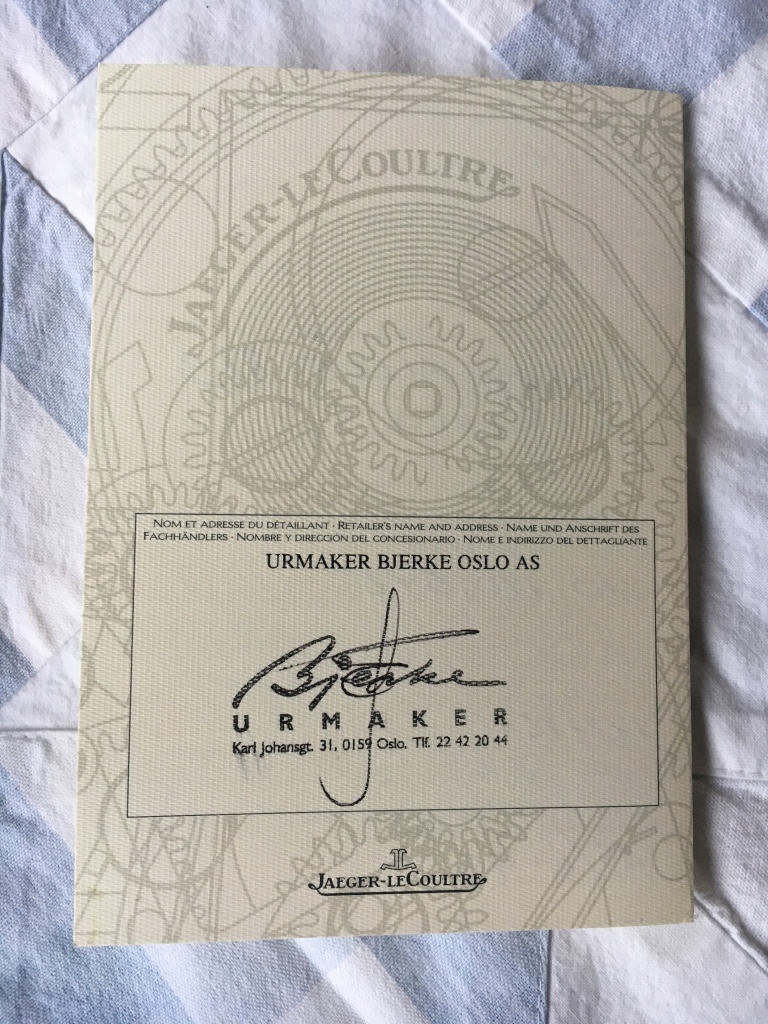 JAEGER-LECOULTRE
NOM ET ADRESSE DU DÉTAILLANT · RETAILER'S NAME AND ADDRESS · NAME UND ANSCHRIFT DES
FACHHÄNDLERS · NOMBRE Y DIRECCIÓN DEL CONCESIONARIO · NOME E INDIRIZZO DEL DETTAGLIANTE
URMAKER BJERKE OSLO AS
Bjerke
URMAKER
Karl Johansgt. 31, 0159 Oslo. Tlf. 22 42 20 44
JAEGER-LECOULTRE